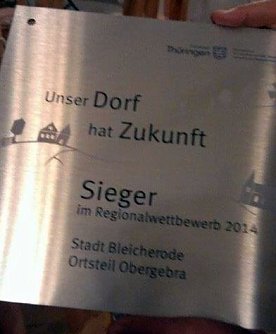 Thüringen
Unser Dorf
hat Zukunft
Sieger
im Regionalwettbewerb 2014
Stadt Bleicherode
Ortsteil Obergebra